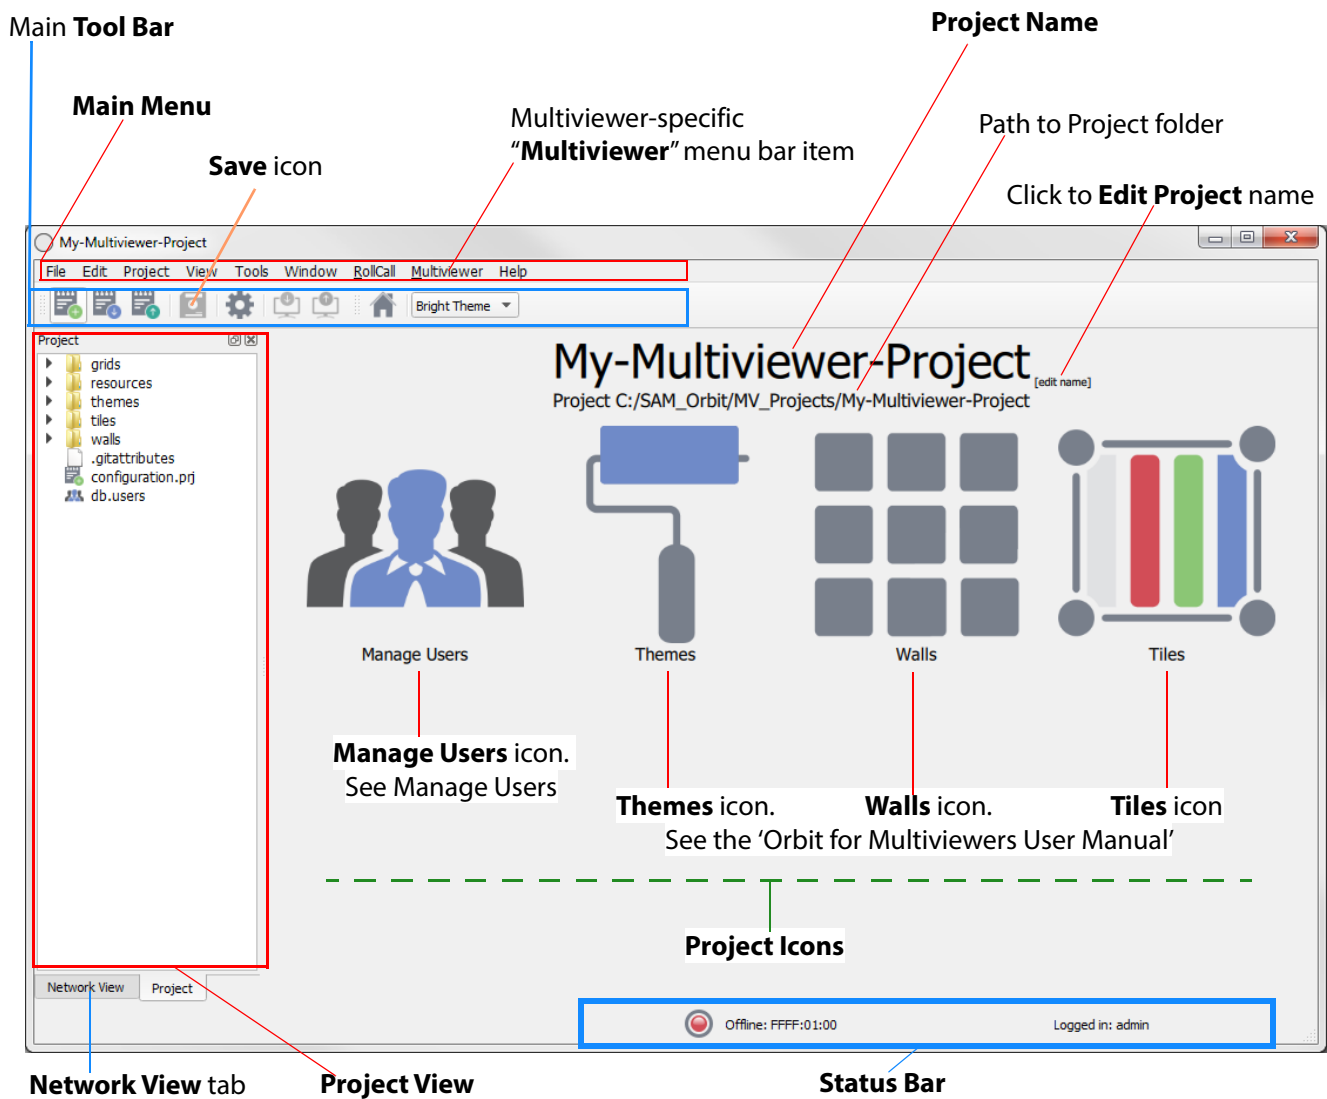 Main Tool Bar
Project Name
Main Menu
Multiviewer-specific
“Multiviewer” menu bar item
Path to Project folder
Save icon
Click to Edit Project name
My-Multiviewer-Project
File Edit Project View Tools Window RollCall Multiviewer Help
Bright Theme
Project
grids
resources
themes
tiles
walls
.gitattributes
configuration.prj
db.users
My-Multiviewer-Project
[edit name]
Project C:/SAM_Orbit/MV_Projects/My-Multiviewer-Project
Manage Users
Themes
Walls
Tiles
Manage Users icon.
See Manage Users
Themes icon.
Walls icon.
Tiles icon
See the ‘Orbit for Multiviewers User Manual’
Project Icons
Network View
Project
Offline: FFFF:01:00
Logged in: admin
Network View tab
Project View
Status Bar